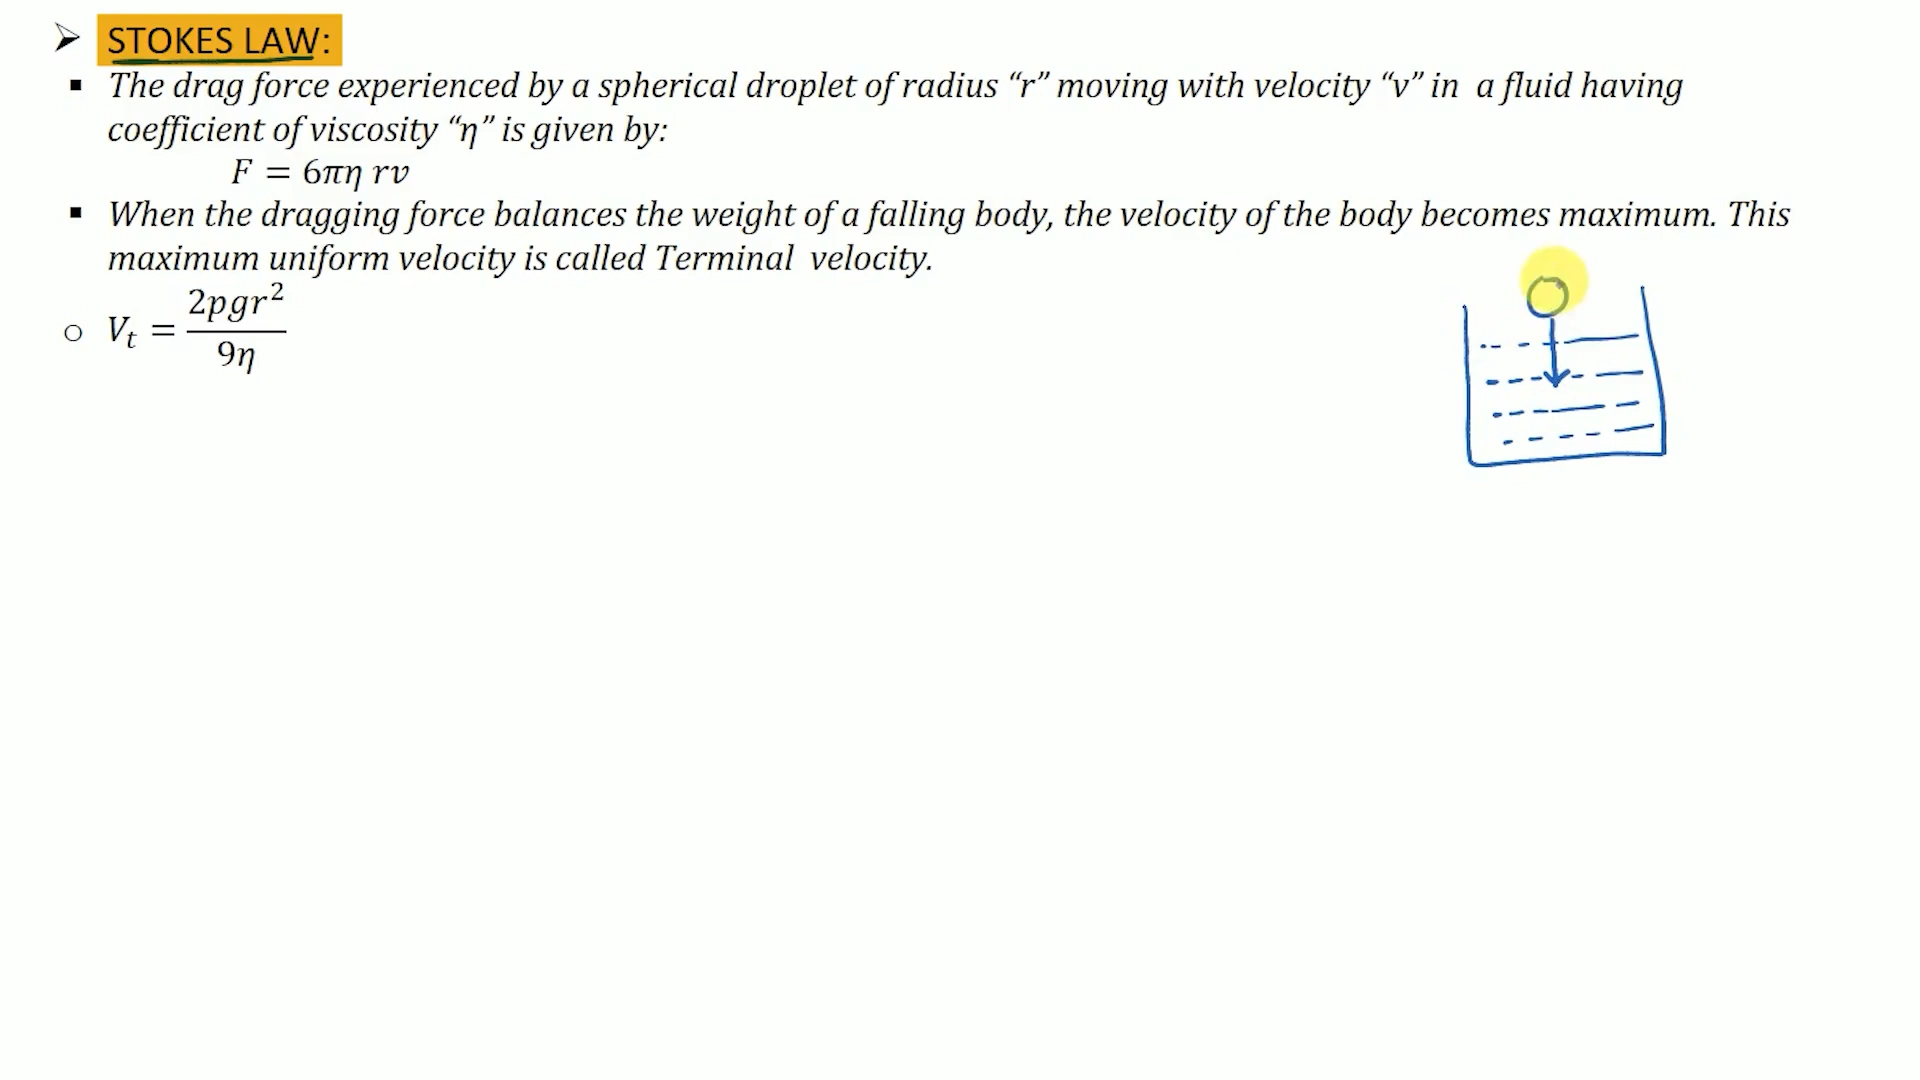 STOKES LAW:
The drag force experienced by a spherical droplet of radius “r” moving with velocity “v” in a fluid having
coefficient of viscosity “η” is given by:
F = 6πη rv
When the dragging force balances the weight of a falling body, the velocity of the body becomes maximum. This
maximum uniform velocity is called Terminal velocity.
V_t = 2pgr² / 9η